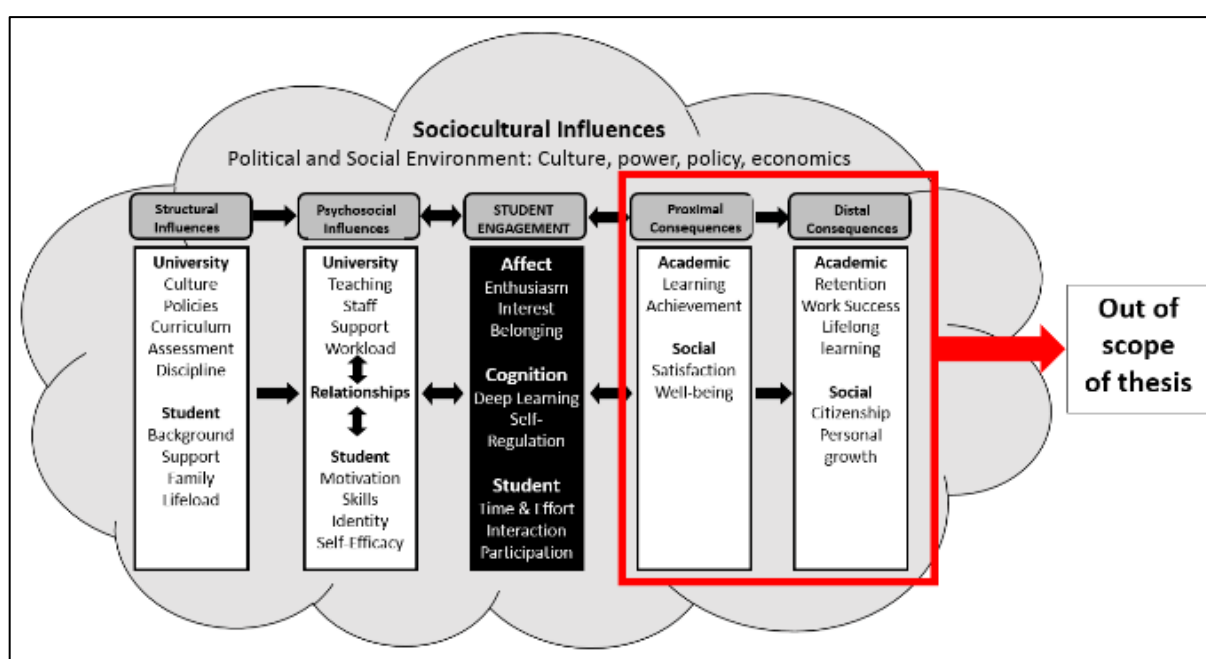 Sociocultural Influences
Political and Social Environment: Culture, power, policy, economics
Structural
Influences
Psychosocial
Influences
STUDENT
ENGAGEMENT
Proximal
Consequences
Distal
Consequences
University
Culture
Policies
Curriculum
Assessment
Discipline
Student
Background
Support
Family
Lifeload
University
Teaching
Staff
Support
Workload
Relationships
Student
Motivation
Skills
Identity
Self-Efficacy
Affect
Enthusiasm
Interest
Belonging
Cognition
Deep Learning
Self-
Regulation
Student
Time & Effort
Interaction
Participation
Academic
Learning
Achievement
Social
Satisfaction
Well-being
Academic
Retention
Work Success
Lifelong
learning
Social
Citizenship
Personal
growth
Out of
scope
of thesis